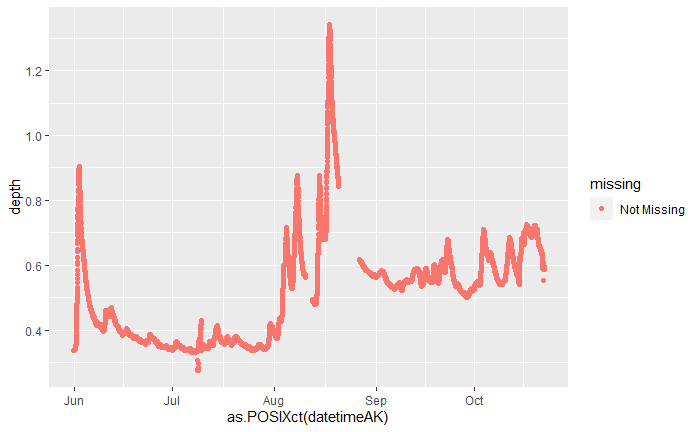 1.2
1.0
0.8
0.6
0.4
depth
Jun Jul Aug Sep Oct
as.POSIXct(datetimeAK)
missing
Not Missing